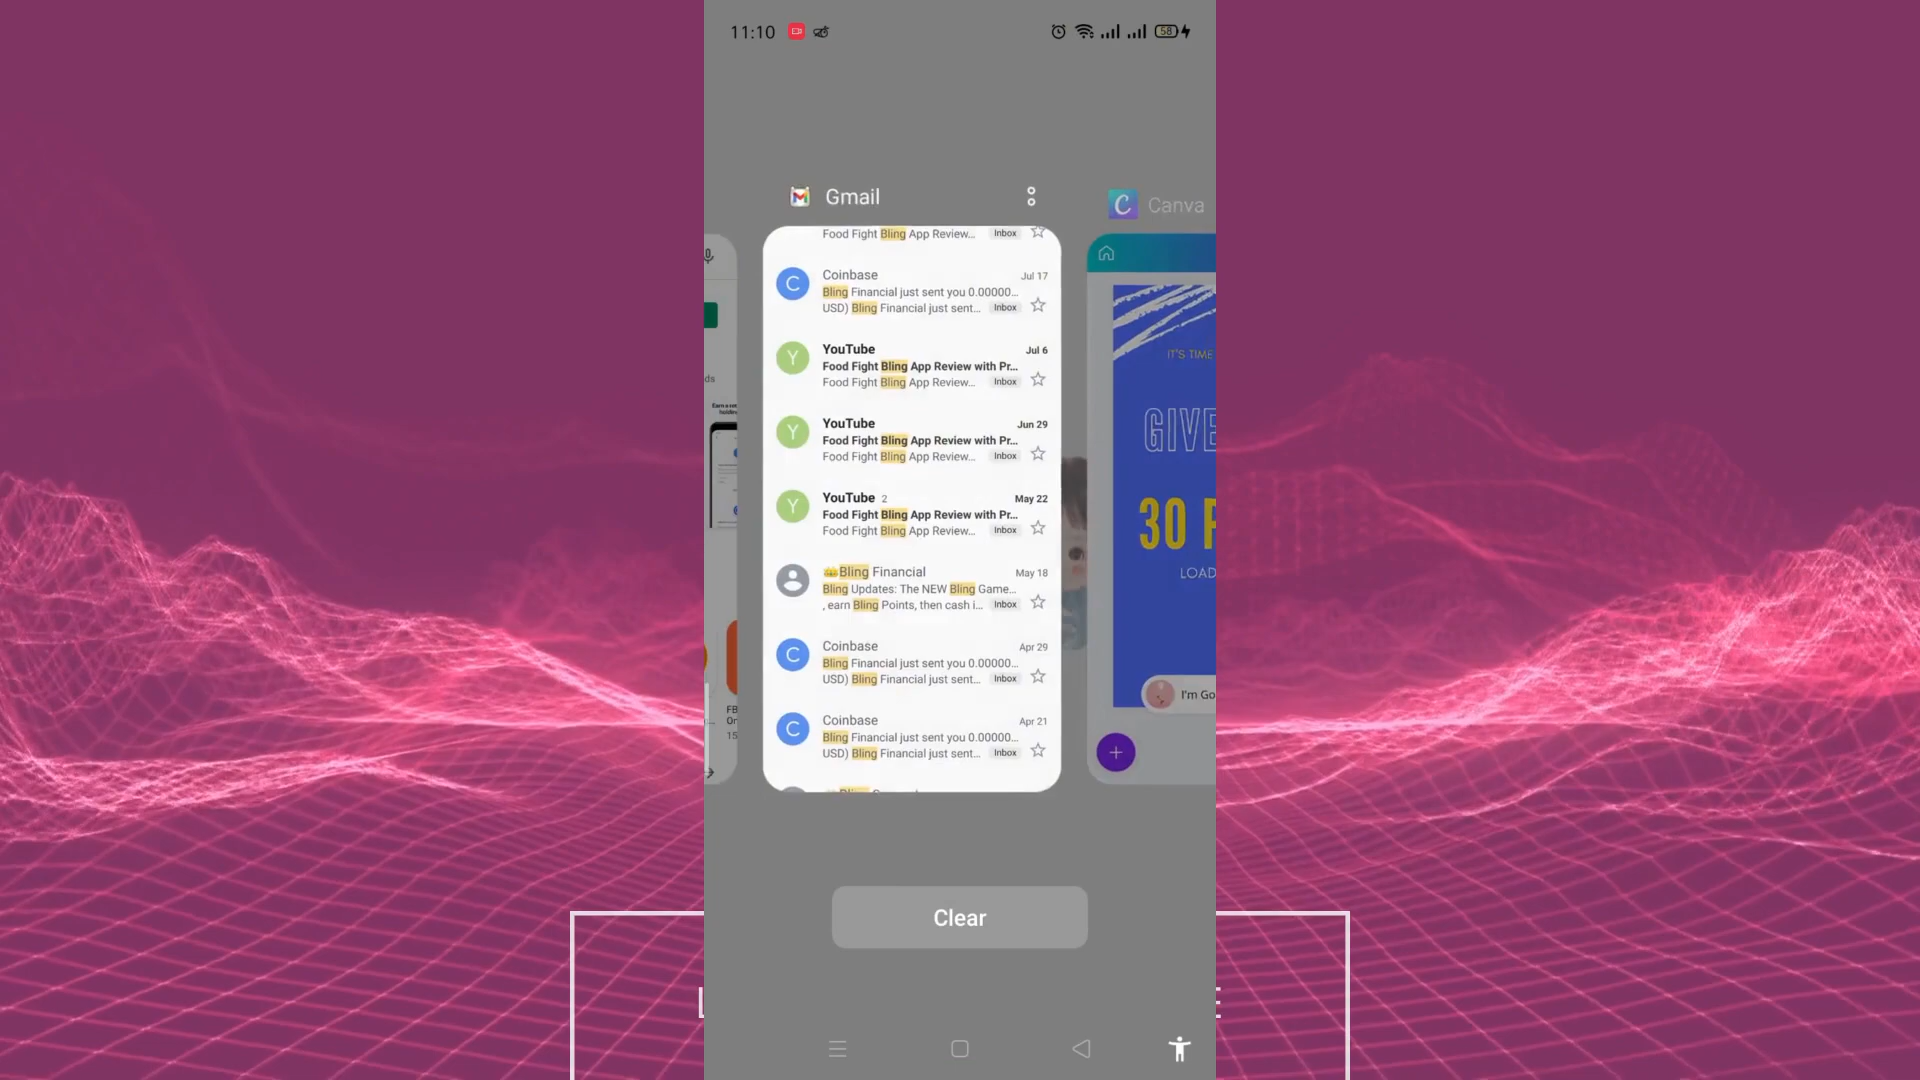 11:10
58
Gmail
Canva
Food Fight Bling App Review...
Inbox
Coinbase
Jul 17
Bling Financial just sent you 0.00000...
USD) Bling Financial just sent...
Inbox
YouTube
Jul 6
Food Fight Bling App Review with Pr...
Food Fight Bling App Review...
Inbox
YouTube
Jun 29
Food Fight Bling App Review with Pr...
Food Fight Bling App Review...
Inbox
YouTube 2
May 22
Food Fight Bling App Review with Pr...
Food Fight Bling App Review...
Inbox
Bling Financial
May 18
Bling Updates: The NEW Bling Game...
, earn Bling Points, then cash i...
Inbox
Coinbase
Apr 29
Bling Financial just sent you 0.00000...
USD) Bling Financial just sent...
Inbox
Coinbase
Apr 21
Bling Financial just sent you 0.00000...
USD) Bling Financial just sent...
Inbox
IT'S TIME
GIVE
30
LOAD
I'm Go
Clear